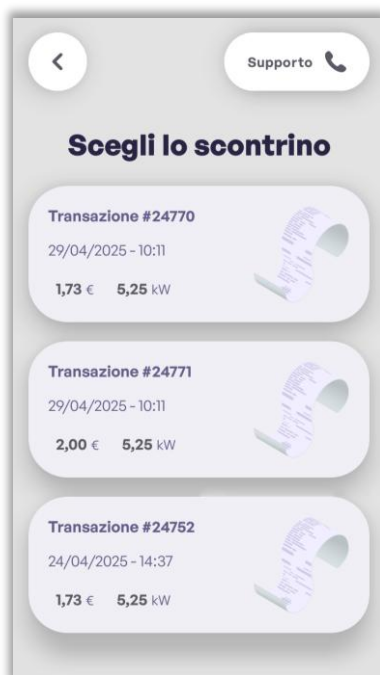 Supporto
Scegli lo scontrino
Transazione #24770
29/04/2025 - 10:11
1,73 € 5,25 kW
Transazione #24771
29/04/2025 - 10:11
2,00 € 5,25 kW
Transazione #24752
24/04/2025 - 14:37
1,73 € 5,25 kW